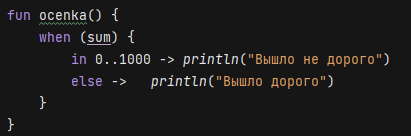 fun ocenka() {
    when (sum) {
        in 0..1000 -> println("Вышло не дорого")
        else ->   println("Вышло дорого")
    }
}